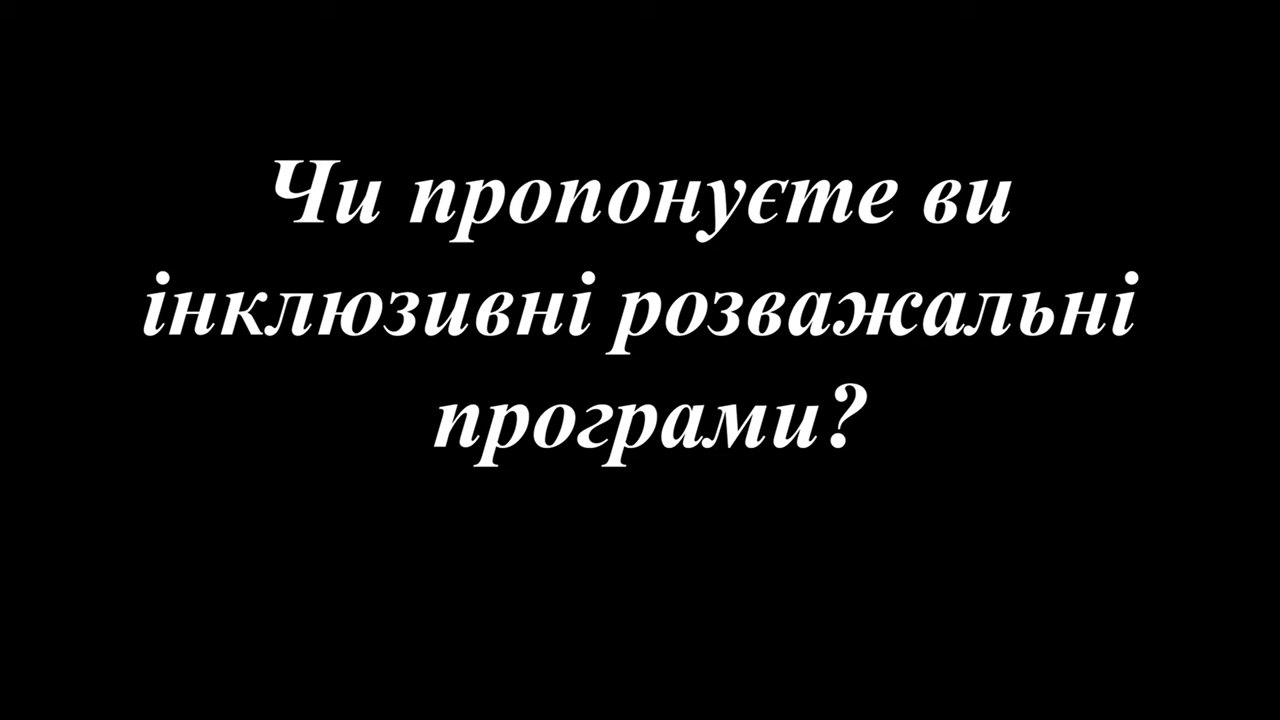 Чи пропонуєте ви
інклюзивні розважальні
програми?